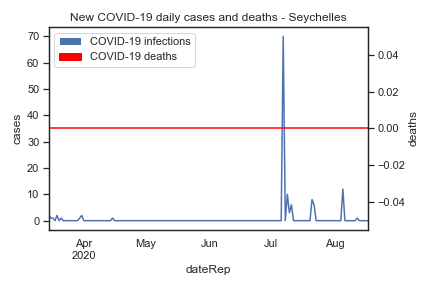 New COVID-19 daily cases and deaths - Seychelles
COVID-19 infections
COVID-19 deaths
70
60
50
40
30
20
10
0
cases
0.04
0.02
0.00
−0.02
−0.04
deaths
Apr
2020
May
Jun
Jul
Aug
dateRep